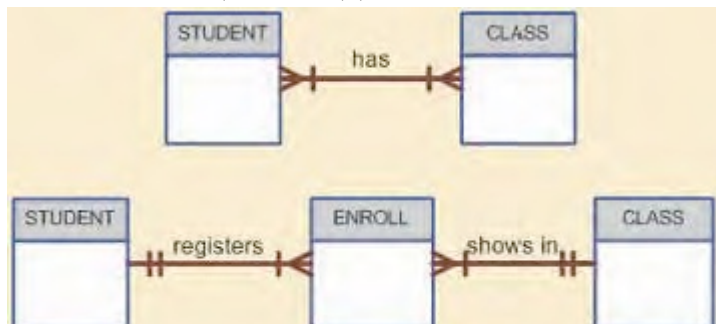 STUDENT CLASS
has
STUDENT ENROLL CLASS
registers shows in